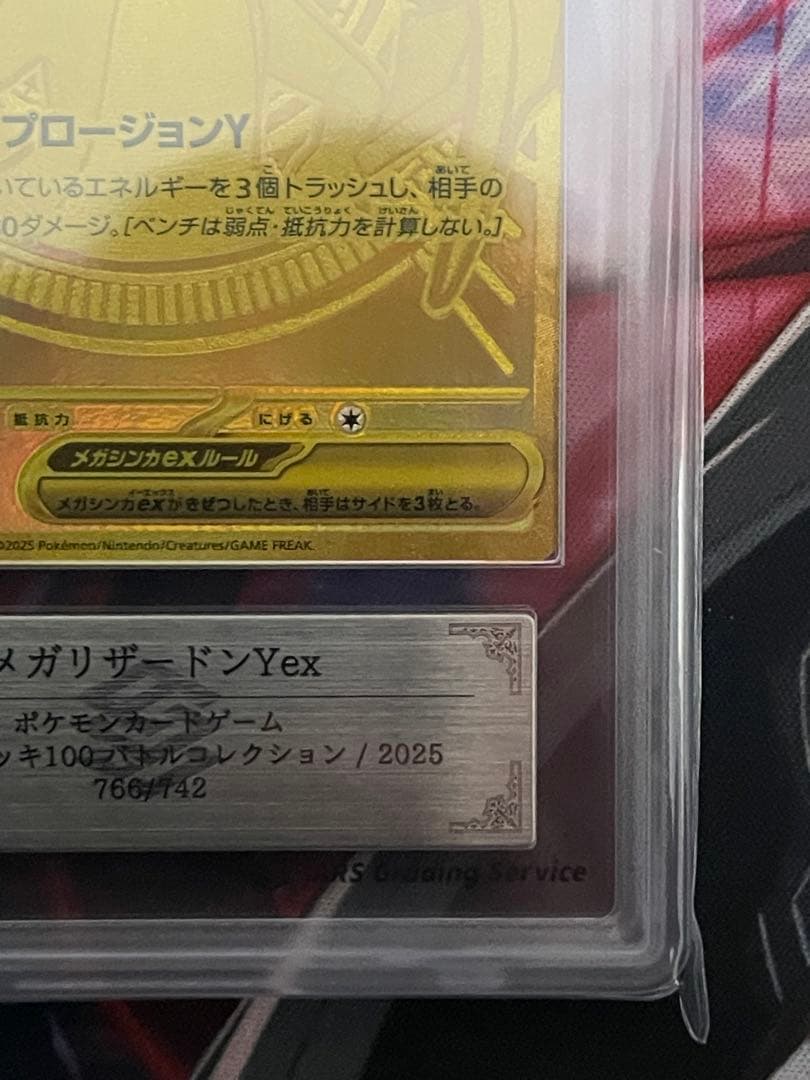 プロージョンY
いているエネルギーを3個トラッシュし、相手の
0ダメージ。[ベンチは弱点・抵抗力を計算しない。]
抵抗力 にげる
メガシンカexルール
メガシンカexがきぜつしたとき、相手はサイドを3枚とる。
©2025 Pokémon/Nintendo/Creatures/GAME FREAK.
メガリザードンYex
ポケモンカードゲーム
ッキ100 バトルコレクション / 2025
766/742
ARS Grading Service